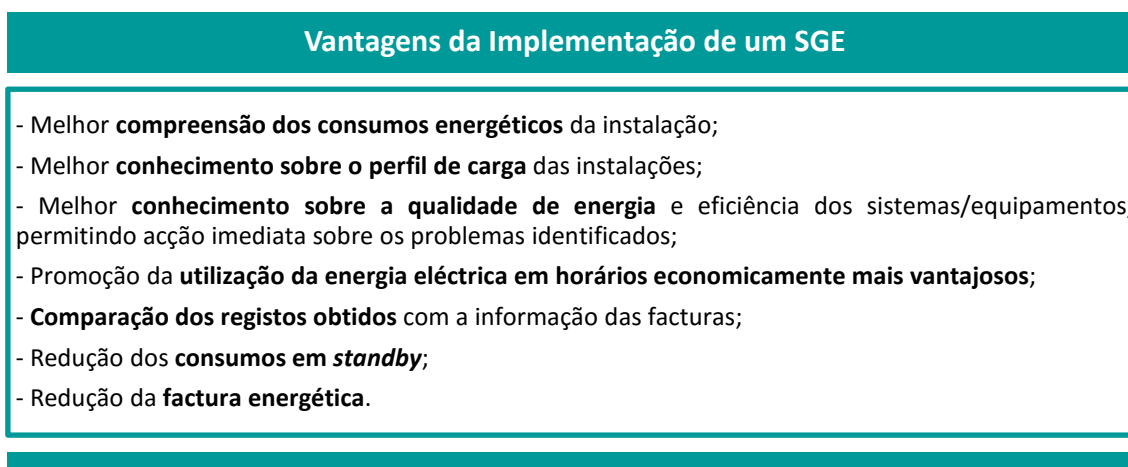 Vantagens da Implementação de um SGE
- Melhor compreensão dos consumos energéticos da instalação;
- Melhor conhecimento sobre o perfil de carga das instalações;
- Melhor conhecimento sobre a qualidade de energia e eficiência dos sistemas/equipamentos,
permitindo acção imediata sobre os problemas identificados;
- Promoção da utilização da energia eléctrica em horários economicamente mais vantajosos;
- Comparação dos registos obtidos com a informação das facturas;
- Redução dos consumos em standby;
- Redução da factura energética.